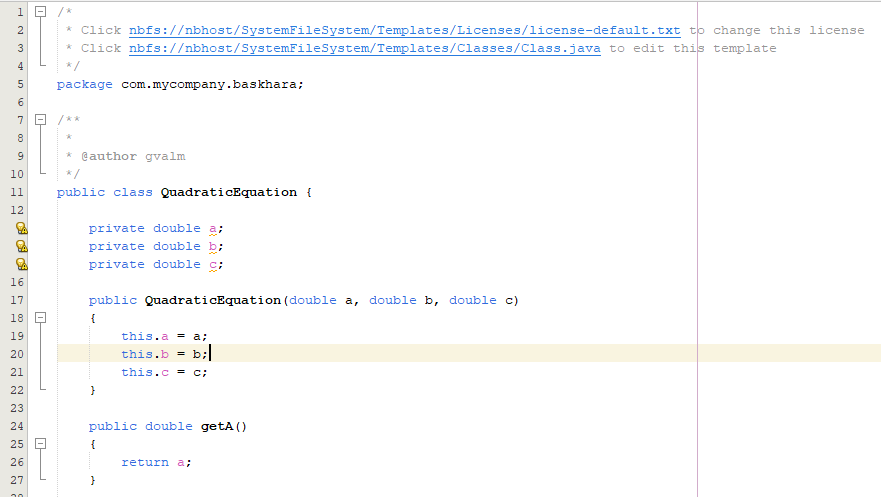 1 /*
2 * Click nbfs://nbhost/SystemFileSystem/Templates/Licenses/license-default.txt to change this license
3 * Click nbfs://nbhost/SystemFileSystem/Templates/Classes/Class.java to edit this template
4 */
5 package com.mycompany.baskhara;
6
7 /**
8 *
9 * @author gvalm
10 */
11 public class QuadraticEquation {
12
private double a;
private double b;
private double c;
16
17 public QuadraticEquation(double a, double b, double c)
18 {
19 this.a = a;
20 this.b = b;
21 this.c = c;
22 }
23
24 public double getA()
25 {
26 return a;
27 }